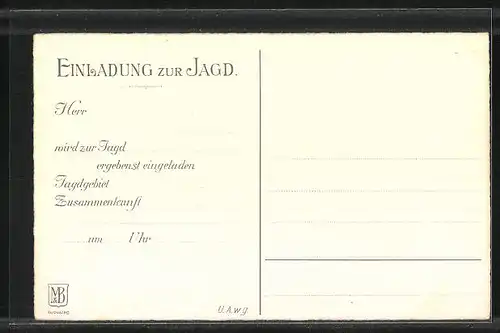 EINLADUNG ZUR JAGD.
Herr
wird zur Jagd
ergebenst eingeladen
Jagdgebiet
Zusammenkunft
um Uhr
MB
U.A.w.g.